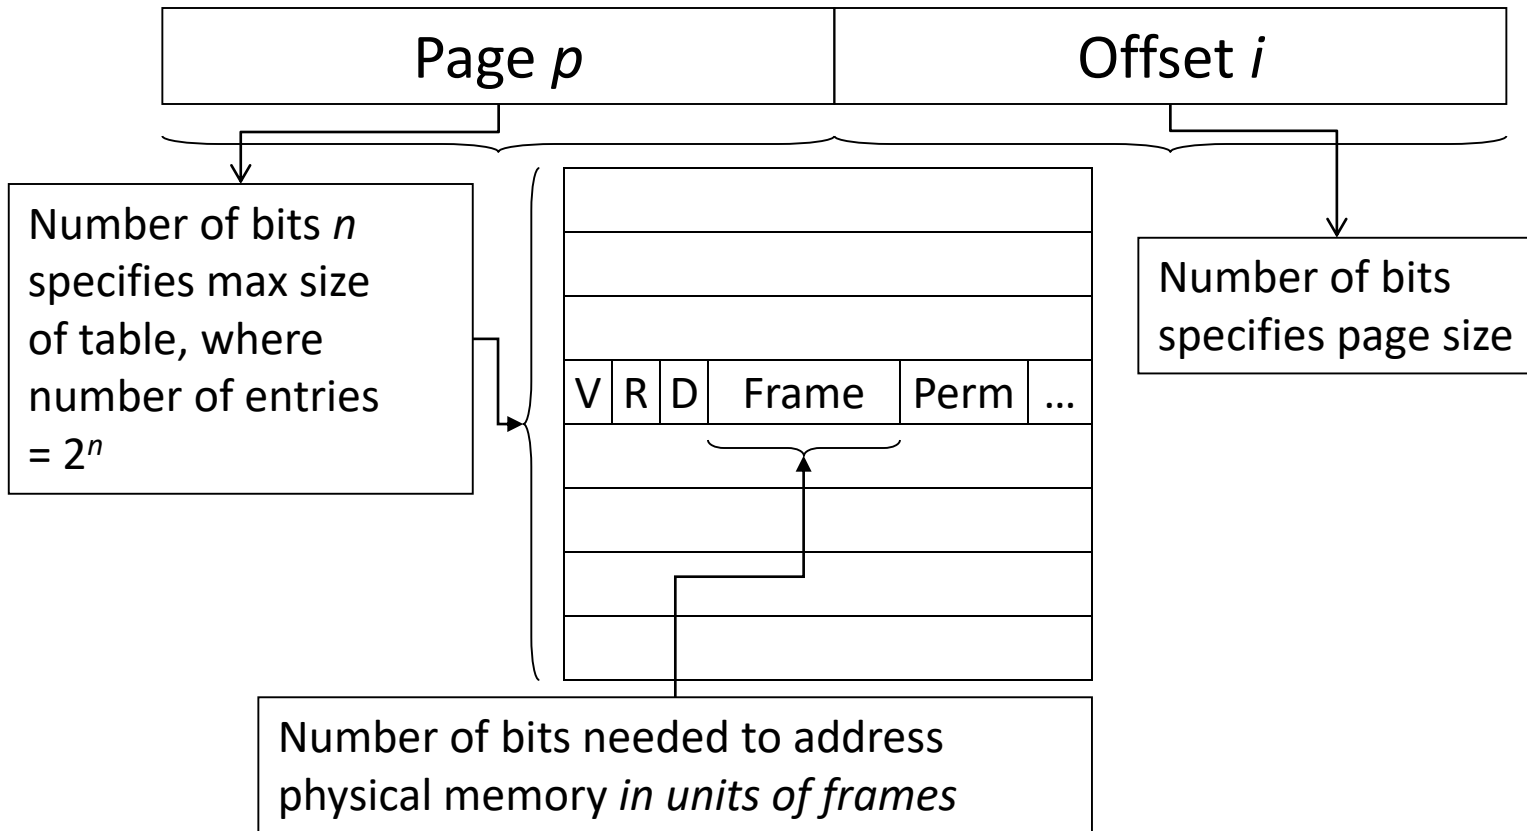 Page p
Offset i
Number of bits n
specifies max size
of table, where
number of entries
= 2ⁿ
Number of bits
specifies page size
V R D Frame Perm ...
Number of bits needed to address
physical memory in units of frames